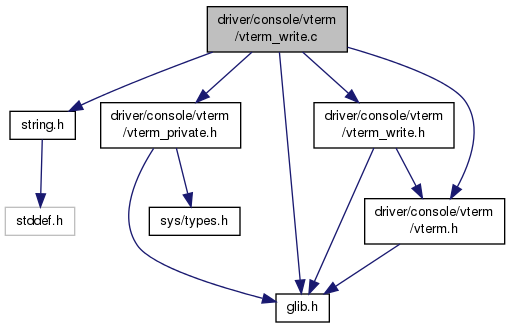 driver/console/vterm
/vterm_write.c
string.h
driver/console/vterm
/vterm_private.h
driver/console/vterm
/vterm_write.h
stddef.h
sys/types.h
driver/console/vterm
/vterm.h
glib.h